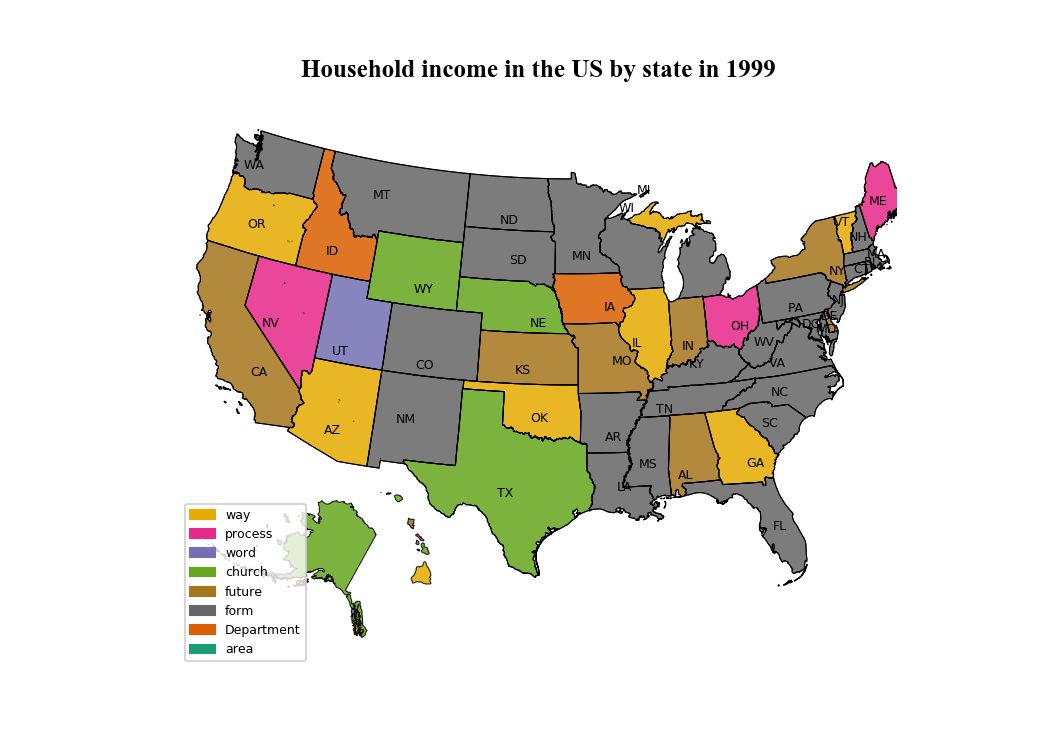 Household income in the US by state in 1999
MI
WA
WI
MT
ME
ND
VT
OR
NH
ID
SD
MN
MA
RI
CT
NY
WY
NE
IA
NJ
PA
DE
NV
OH
DC
MD
UT
IL
IN
WV
CO
MO
KY
VA
CA
KS
NC
NM
OK
TN
SC
AZ
AR
MS
GA
AL
LA
TX
FL
way
process
word
church
future
form
Department
area